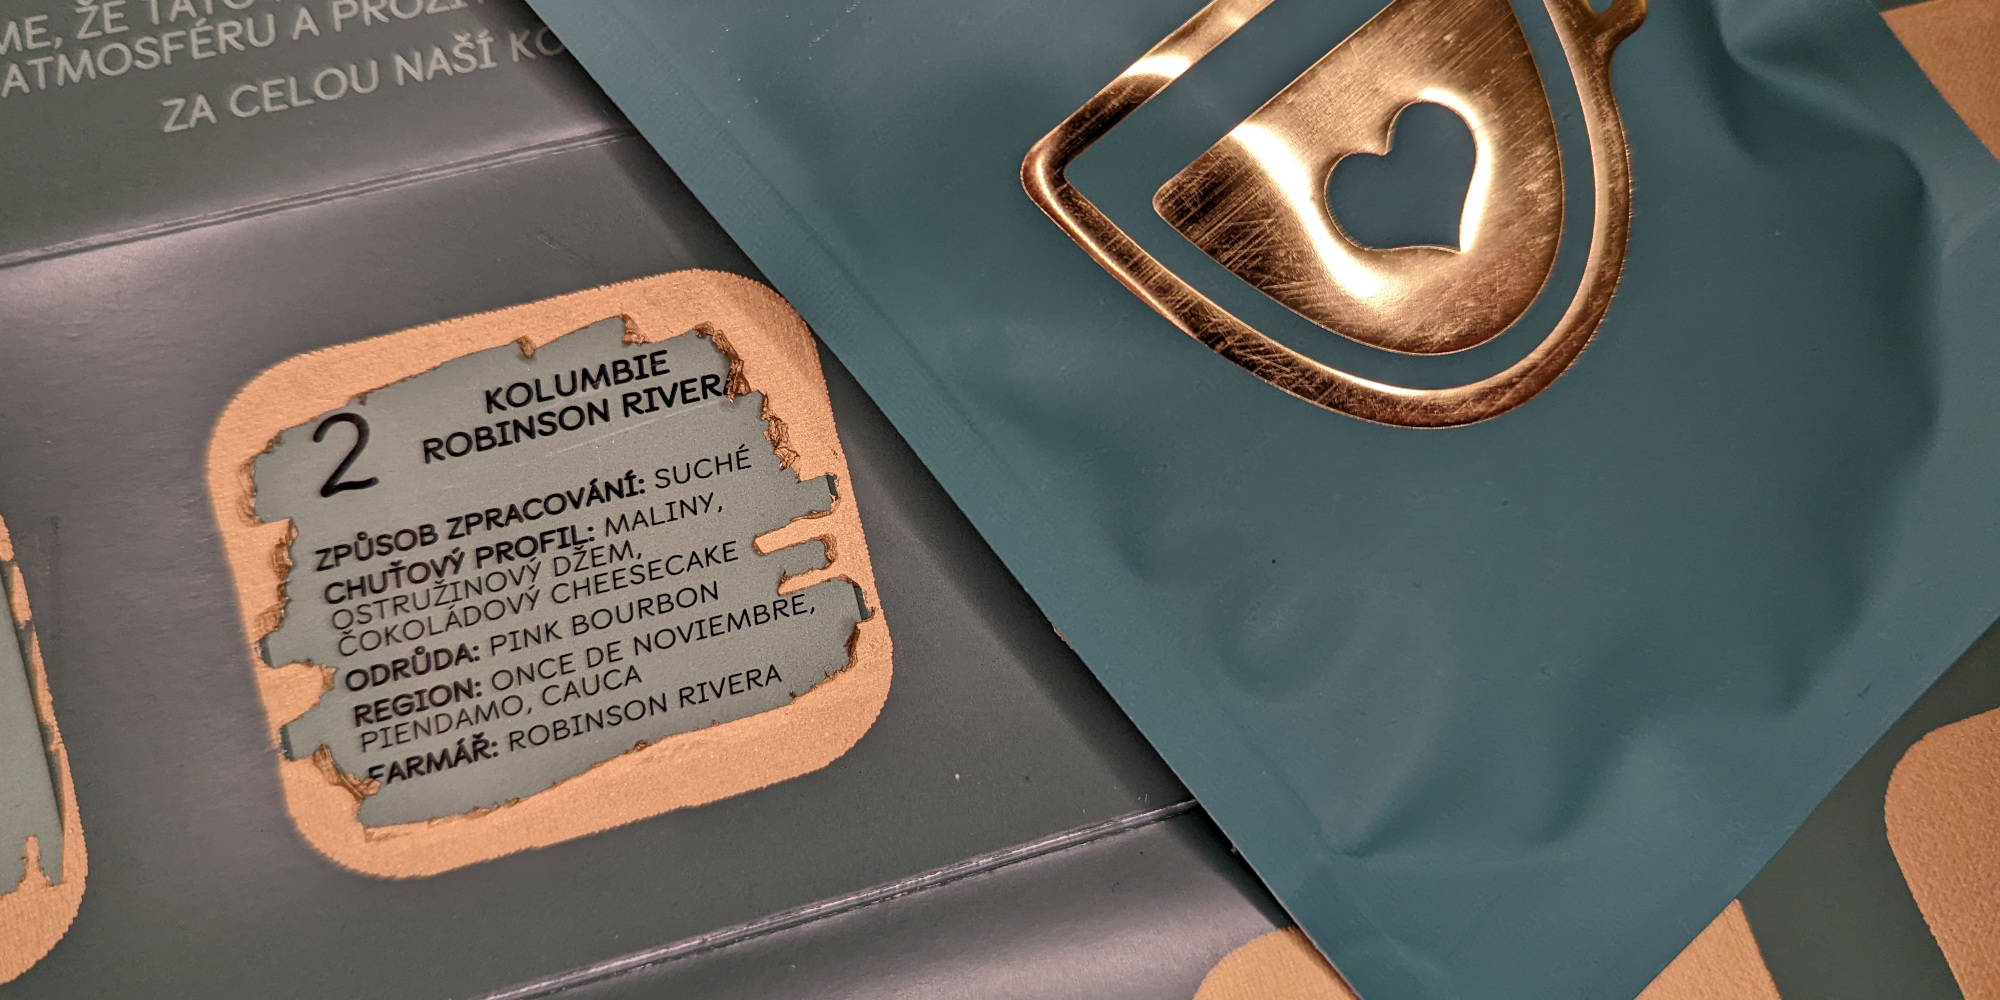 ME, ŽE TATO
ATMOSFÉRU A PROŽI
ZA CELOU NAŠÍ KO
2
KOLUMBIE
ROBINSON RIVERA
ZPŮSOB ZPRACOVÁNÍ: SUCHÉ
CHUŤOVÝ PROFIL: MALINY,
OSTRUŽINOVÝ DŽEM,
ČOKOLÁDOVÝ CHEESECAKE
ODRŮDA: PINK BOURBON
REGION: ONCE DE NOVIEMBRE,
PIENDAMO, CAUCA
FARMÁŘ: ROBINSON RIVERA